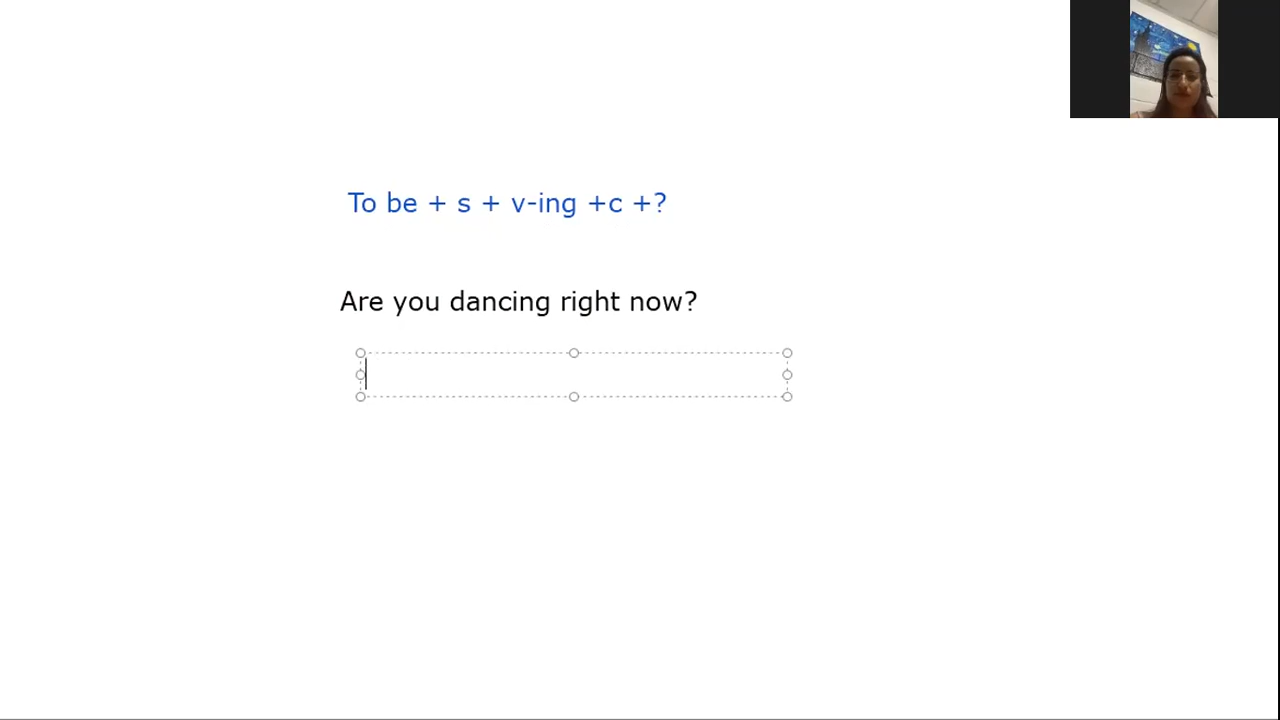 To be + s + v-ing +c +?
Are you dancing right now?